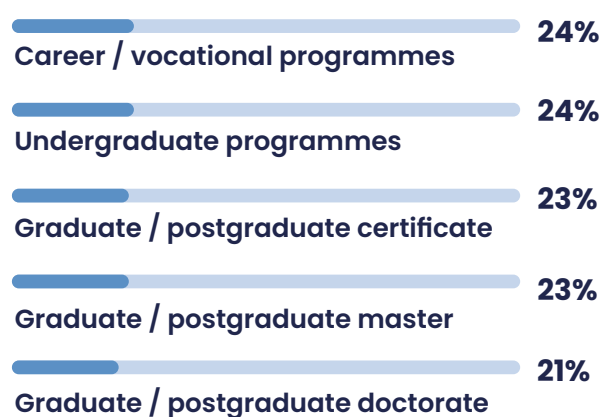 24%
Career / vocational programmes
24%
Undergraduate programmes
23%
Graduate / postgraduate certificate
23%
Graduate / postgraduate master
21%
Graduate / postgraduate doctorate